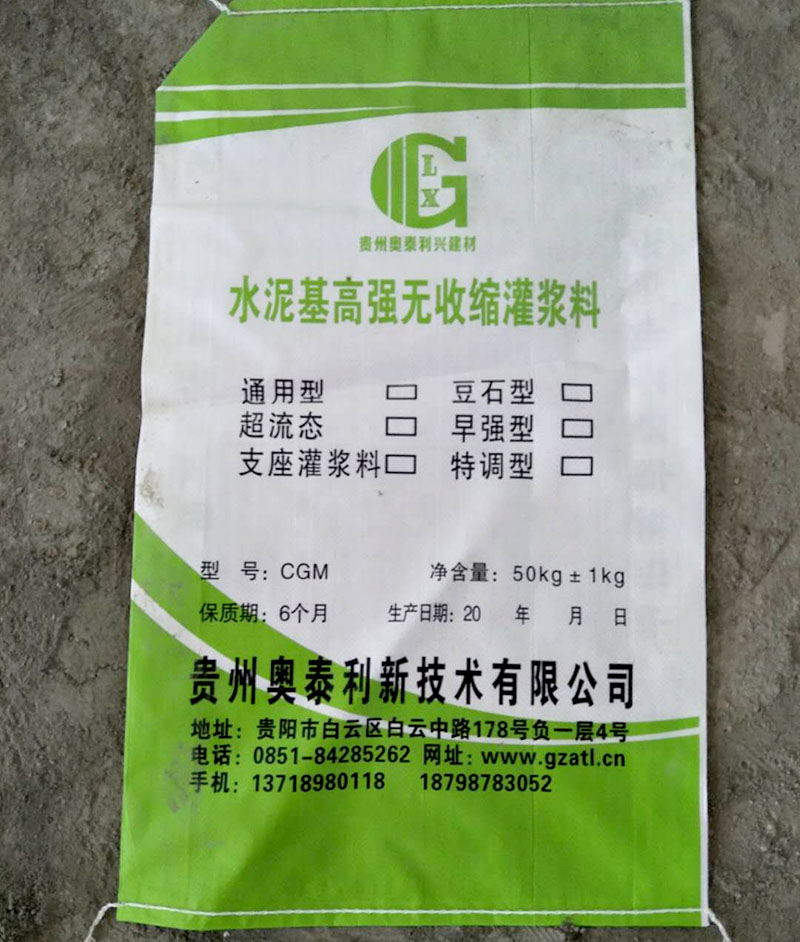 G
L
X
贵州奥泰利兴建材
水泥基高强无收缩灌浆料
通用型 □ 豆石型 □
超流态 □ 早强型 □
支座灌浆料□ 特调型 □
型 号：CGM 净含量：50kg±1kg
保质期：6个月 生产日期：20 年 月 日
贵州奥泰利新技术有限公司
地址：贵阳市白云区白云中路178号负一层4号
电话：0851-84285262 网址：www.gzatl.cn
手机：13718980118 18798783052